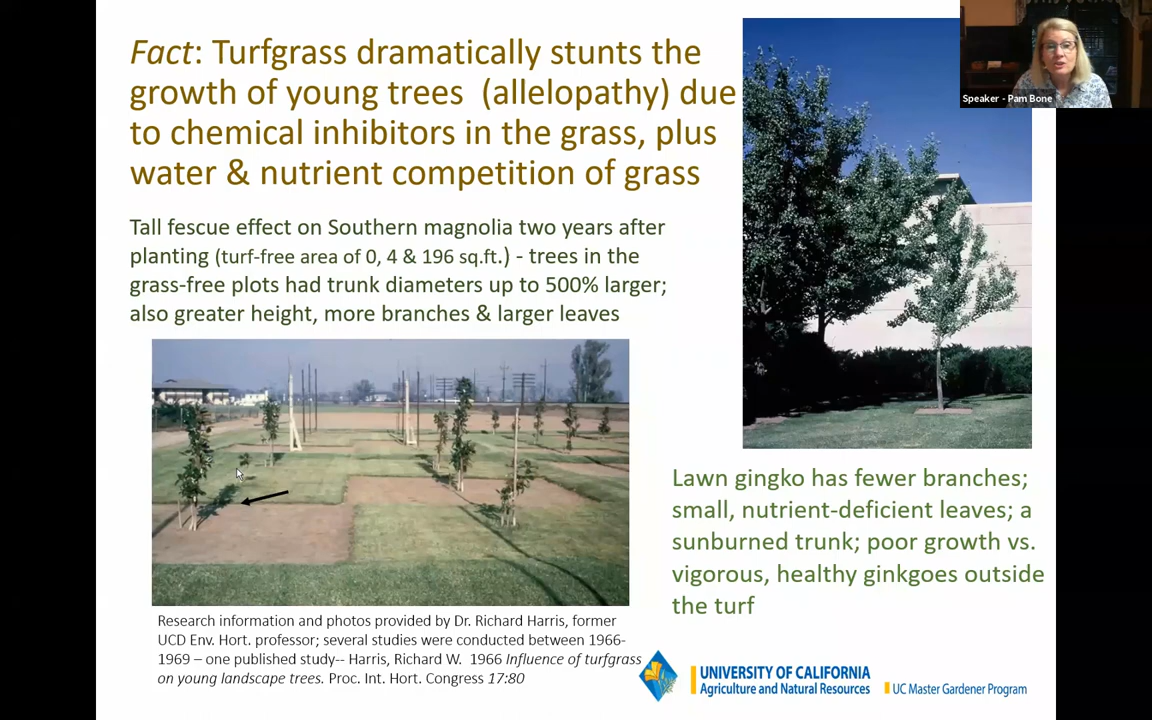 Fact: Turfgrass dramatically stunts the
growth of young trees (allelopathy) due
to chemical inhibitors in the grass, plus
water & nutrient competition of grass
Speaker - Pam Bone
Tall fescue effect on Southern magnolia two years after
planting (turf-free area of 0, 4 & 196 sq.ft.) - trees in the
grass-free plots had trunk diameters up to 500% larger;
also greater height, more branches & larger leaves
Lawn gingko has fewer branches;
small, nutrient-deficient leaves; a
sunburned trunk; poor growth vs.
vigorous, healthy ginkgoes outside
the turf
Research information and photos provided by Dr. Richard Harris, former
UCD Env. Hort. professor; several studies were conducted between 1966-
1969 – one published study-- Harris, Richard W. 1966 Influence of turfgrass
on young landscape trees. Proc. Int. Hort. Congress 17:80
UNIVERSITY OF CALIFORNIA
Agriculture and Natural Resources
UC Master Gardener Program